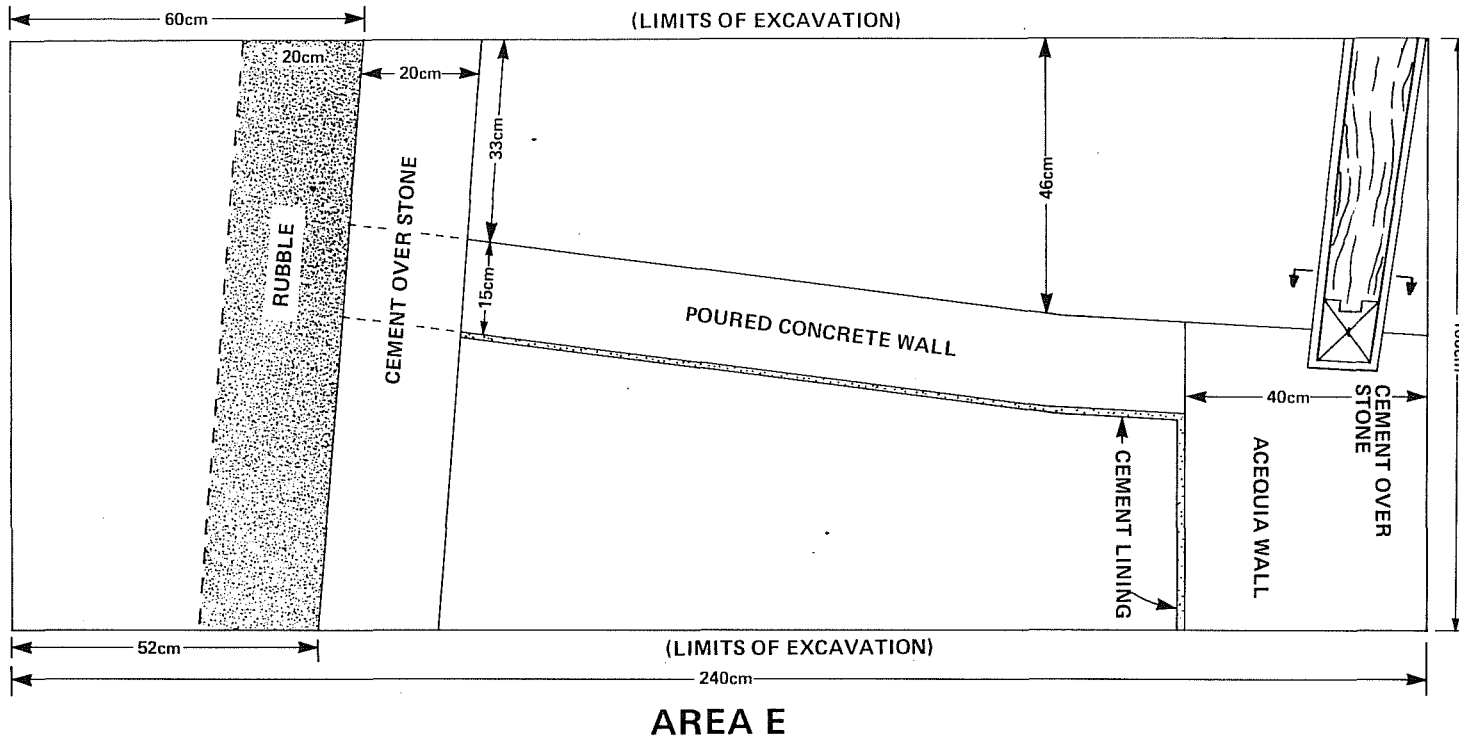 60cm
(LIMITS OF EXCAVATION)
20cm
20cm
33cm
46cm
RUBBLE
CEMENT OVER STONE
15cm
POURED CONCRETE WALL
40cm
CEMENT OVER
STONE
ACEQUIA WALL
CEMENT LINING
52cm
(LIMITS OF EXCAVATION)
240cm
AREA E